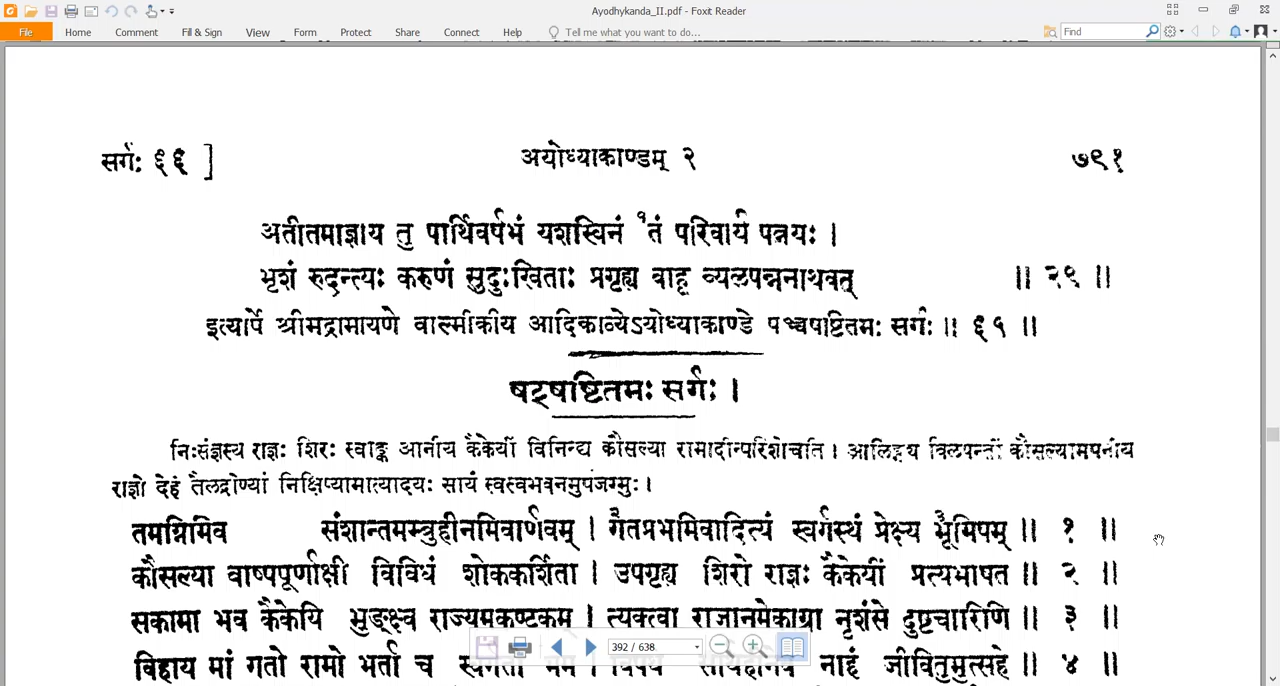 Ayodhykanda_II.pdf - Foxit Reader
File Home Comment Fill & Sign View Form Protect Share Connect Help Tell me what you want to do... Find
सर्गः ६६ ] अयोध्याकाण्डम् २ ७९१
अतीतमाज्ञाय तु पार्थिवर्षभं यशस्विनं १तं परिवार्य पत्नयः ।
भृशं रुदन्त्यः करुणं सुदुःखिताः प्रगृह्य बाहू व्यलपन्ननाथवत् ॥ २९ ॥
इत्यार्षे श्रीमद्रामायणे वाल्मीकीय आदिकाव्येऽयोध्याकाण्डे पञ्चषष्टितमः सर्गः ॥ ६५ ॥
षट्षष्टितमः सर्गः ।
निःसंज्ञस्य राज्ञः शिरः स्वाङ्क आनीय कैकेयीं विनिन्द्य कौसल्या रामादीन्परिशोचति । आलिङ्ग्य विलपन्तीं कौसल्यामपनीय
राज्ञो देहं तैलद्रोण्यां निक्षिप्यामात्यादयः सायं स्वस्वभवनमुपजग्मुः ।
तमग्निमिव संशान्तमम्बुहीनमिवार्णवम् । गतप्रभमिवादित्यं स्वर्गस्थं प्रेक्ष्य भूमिपम् ॥ १ ॥
कौसल्या बाष्पपूर्णाक्षी विविधं शोककर्शिता । उपगृह्य शिरो राज्ञः कैकेयीं प्रत्यभाषत ॥ २ ॥
सकामा भव कैकेयि भुङ्क्ष्व राज्यमकण्टकम । त्यक्त्वा राजानमेकाग्रा नृशंसे दुष्टचारिणि ॥ ३ ॥
392 / 638
विहाय मां गतो रामो भर्ता च नाहं जीवितुमुत्सहे ॥ ४ ॥